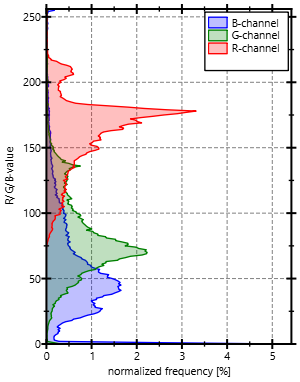 250
200
150
100
50
0
R/G/B-value
B-channel
G-channel
R-channel
0 1 2 3 4 5
normalized frequency [%]